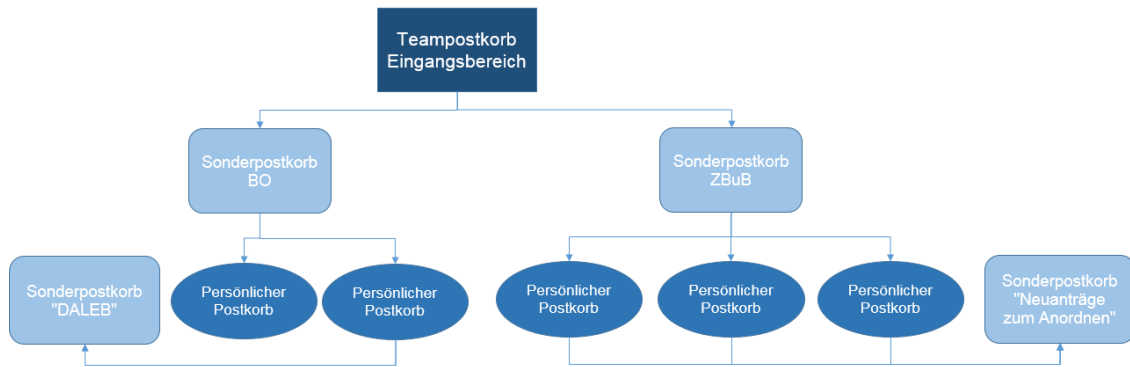 Teampostkorb
Eingangsbereich
Sonderpostkorb
BO
Sonderpostkorb
ZBuB
Sonderpostkorb
"DALEB"
Persönlicher
Postkorb
Persönlicher
Postkorb
Persönlicher
Postkorb
Persönlicher
Postkorb
Persönlicher
Postkorb
Sonderpostkorb
"Neuanträge
zum Anordnen"